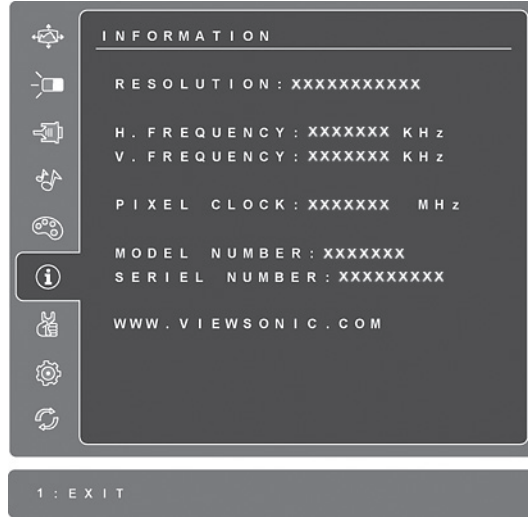 INFORMATION
RESOLUTION: XXXXXXXXXXX
H. FREQUENCY: XXXXXXX KHz
V. FREQUENCY: XXXXXXX KHz
PIXEL CLOCK: XXXXXXX MHz
MODEL NUMBER: XXXXXXX
SERIEL NUMBER: XXXXXXXXX
WWW.VIEWSONIC.COM
1:EXIT